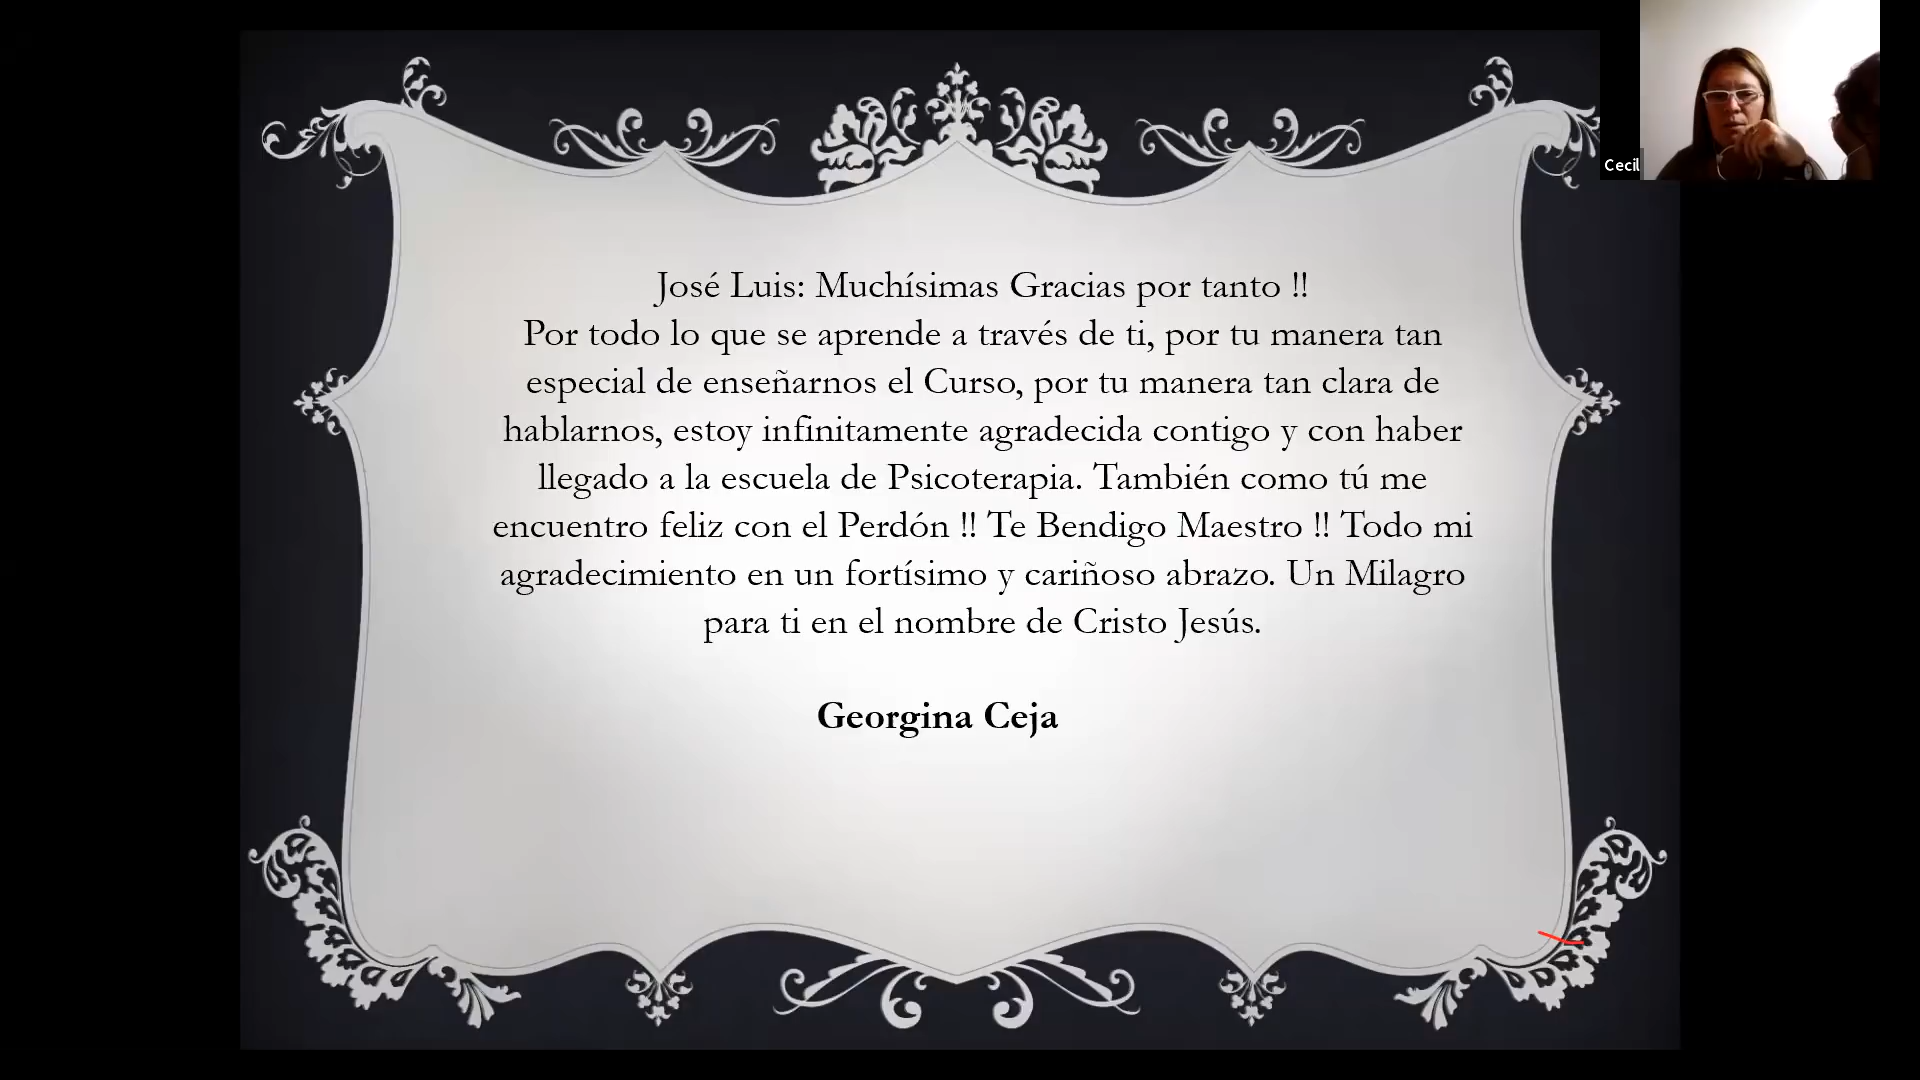 José Luis: Muchísimas Gracias por tanto !!
Por todo lo que se aprende a través de ti, por tu manera tan
especial de enseñarnos el Curso, por tu manera tan clara de
hablarnos, estoy infinitamente agradecida contigo y con haber
llegado a la escuela de Psicoterapia. También como tú me
encuentro feliz con el Perdón !! Te Bendigo Maestro !! Todo mi
agradecimiento en un fortísimo y cariñoso abrazo. Un Milagro
para ti en el nombre de Cristo Jesús.
Georgina Ceja
Cecil